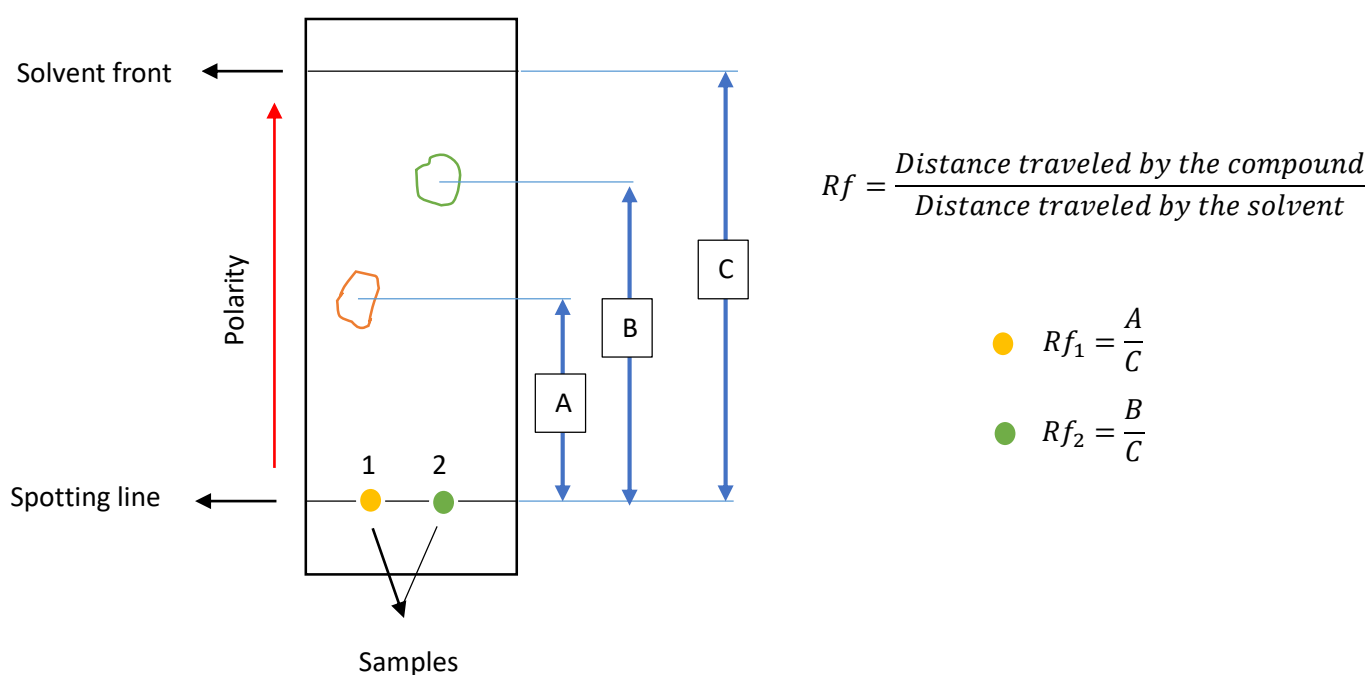 Solvent front
Polarity
Spotting line
1 2
Samples
A
B
C
Rf = Distance traveled by the compound / Distance traveled by the solvent
Rf₁ = A / C
Rf₂ = B / C